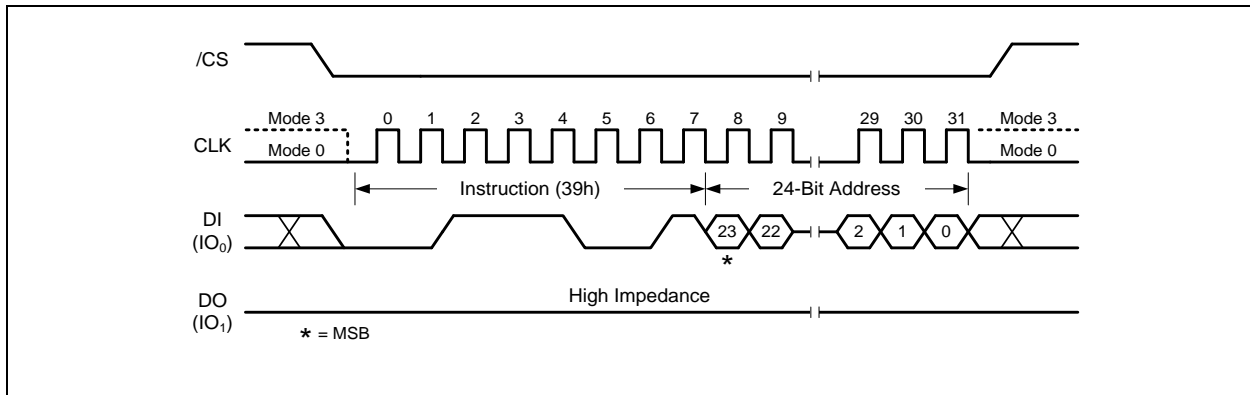 /CS
Mode 3 0 1 2 3 4 5 6 7 8 9 29 30 31 Mode 3
CLK
Mode 0 Mode 0
Instruction (39h) 24-Bit Address
DI
(IO₀)
23 22 2 1 0
*
High Impedance
DO
(IO₁)
* = MSB